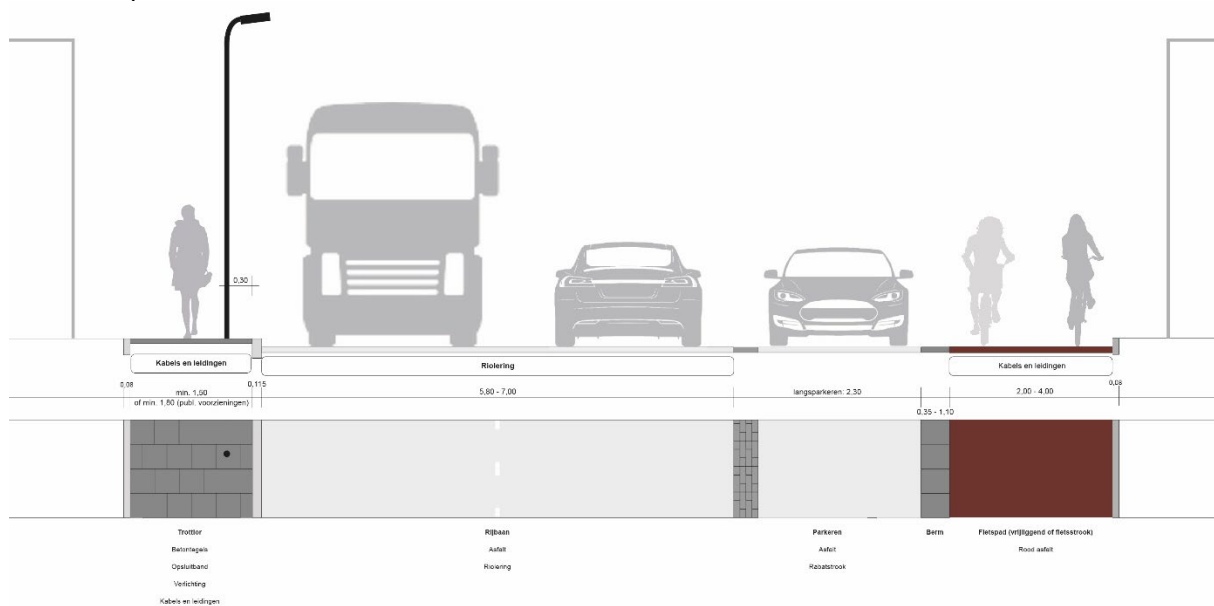 0,30
Kabels en leidingen
Riolering
Kabels en leidingen
0,08
min. 1,50
of min. 1,80 (publ. voorzieningen)
0,115
5,80 - 7,00
langsparkeren: 2,30
0,35 - 1,10
2,00 - 4,00
0,08
Trottior
Betontegels
Opsluitband
Verlichting
Kabels en leidingen
Rijbaan
Asfalt
Riolering
Parkeren
Asfalt
Rabatstrook
Berm
Fietspad (vrijliggend of fietsstrook)
Rood asfalt